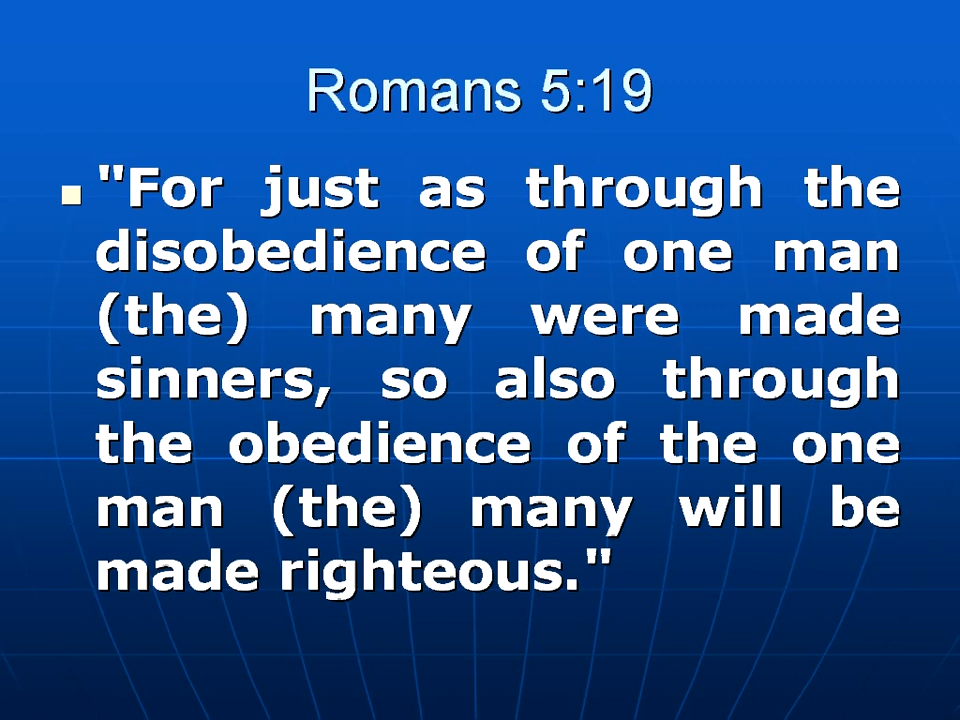 Romans 5:19
"For just as through the
disobedience of one man
(the) many were made
sinners, so also through
the obedience of the one
man (the) many will be
made righteous."